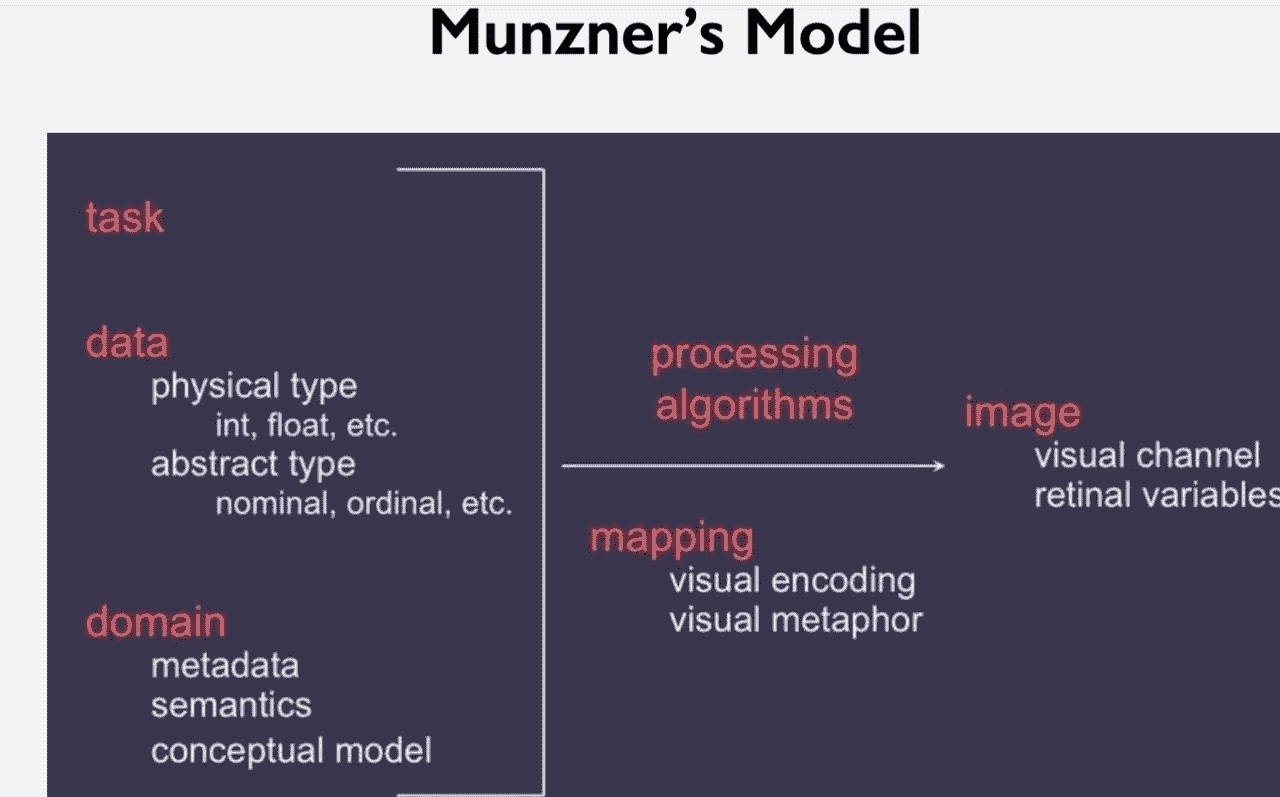 Munzner’s Model
task
data
physical type
int, float, etc.
abstract type
nominal, ordinal, etc.
domain
metadata
semantics
conceptual model
processing
algorithms
mapping
visual encoding
visual metaphor
image
visual channel
retinal variables